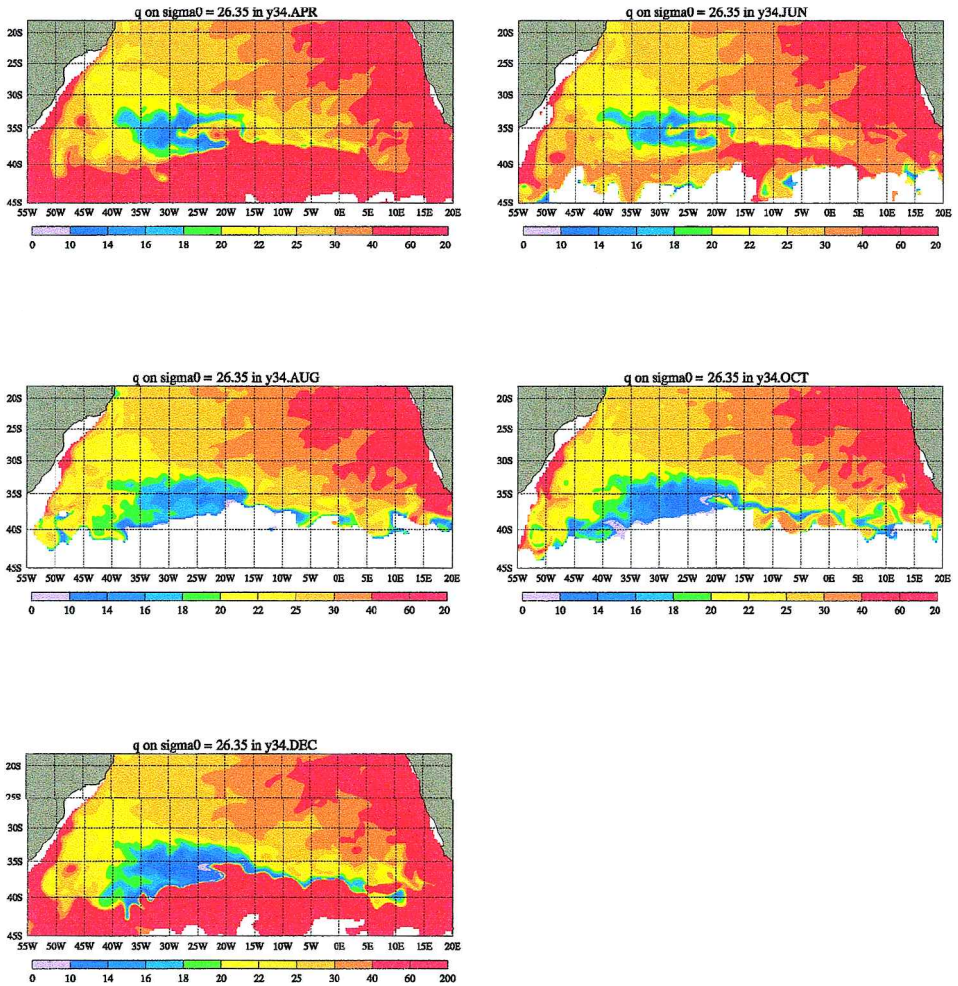 q on sigma0 = 26.35 in y34.APR
20S
25S
30S
35S
40S
45S
55W 50W 45W 40W 35W 30W 25W 20W 15W 10W 5W 0E 5E 10E 15E 20E
0 10 14 16 18 20 22 25 30 40 60 20
q on sigma0 = 26.35 in y34.JUN
20S
25S
30S
35S
40S
45S
55W 50W 45W 40W 35W 30W 25W 20W 15W 10W 5W 0E 5E 10E 15E 20E
0 10 14 16 18 20 22 25 30 40 60 20
q on sigma0 = 26.35 in y34.AUG
20S
25S
30S
35S
40S
45S
55W 50W 45W 40W 35W 30W 25W 20W 15W 10W 5W 0E 5E 10E 15E 20E
0 10 14 16 18 20 22 25 30 40 60 20
q on sigma0 = 26.35 in y34.OCT
20S
25S
30S
35S
40S
45S
55W 50W 45W 40W 35W 30W 25W 20W 15W 10W 5W 0E 5E 10E 15E 20E
0 10 14 16 18 20 22 25 30 40 60 20
q on sigma0 = 26.35 in y34.DEC
20S
25S
30S
35S
40S
45S
55W 50W 45W 40W 35W 30W 25W 20W 15W 10W 5W 0E 5E 10E 15E 20E
0 10 14 16 18 20 22 25 30 40 60 200